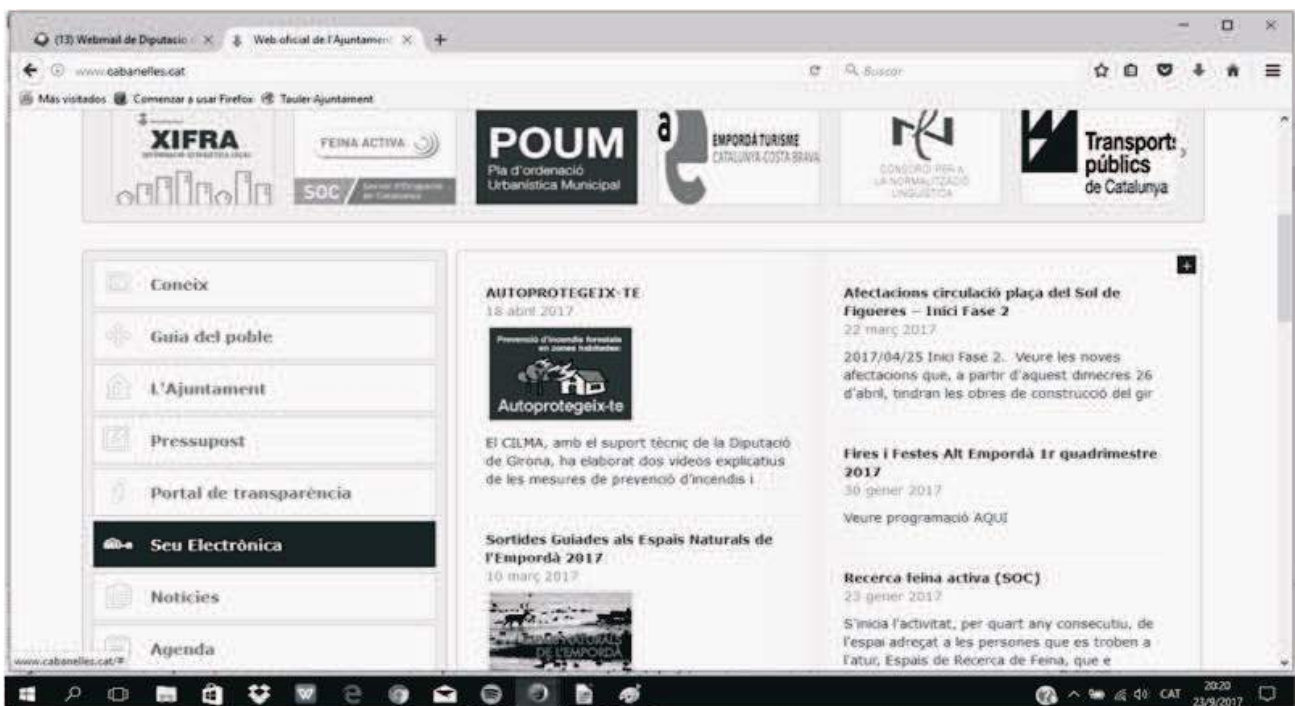 (13) Webmail de Diputació
Web oficial de l'Ajuntament
www.cabanelles.cat
Buscar
Más visitados
Comenzar a usar Firefox
Tauler Ajuntament
XIFRA
FEINA ACTIVA
SOC
POUM
Pla d'ordenació
Urbanística Municipal
EMPORDÀ TURISME
CATALUNYA-COSTA BRAVA
CONSORCI PER A
LA NORMALITZACIÓ
LINGÜÍSTICA
Transports
públics
de Catalunya
Coneix
Guia del poble
L'Ajuntament
Pressupost
Portal de transparència
Seu Electrònica
Notícies
Agenda
AUTOPROTEGEIX-TE
18 abril 2017
Prevenció d'incendis forestals
en zones habitades
Autoprotegeix-te
El CILMA, amb el suport tècnic de la Diputació
de Girona, ha elaborat dos vídeos explicatius
de les mesures de prevenció d'incendis i
Sortides Guiades als Espais Naturals de
l'Empordà 2017
10 març 2017
DE L'EMPORDÀ
Afectacions circulació plaça del Sol de
Figueres – Inici Fase 2
22 març 2017
2017/04/25 Inici Fase 2. Veure les noves
afectacions que, a partir d'aquest dimecres 26
d'abril, tindran les obres de construcció del gir
Fires i Festes Alt Empordà 1r quadrimestre
2017
30 gener 2017
Veure programació AQUÍ
Recerca feina activa (SOC)
23 gener 2017
S'inicia l'activitat, per quart any consecutiu, de
l'espai adreçat a les persones que es troben a
l'atur, Espais de Recerca de Feina, que e
www.cabanelles.cat/#
CAT
20:20
23/9/2017